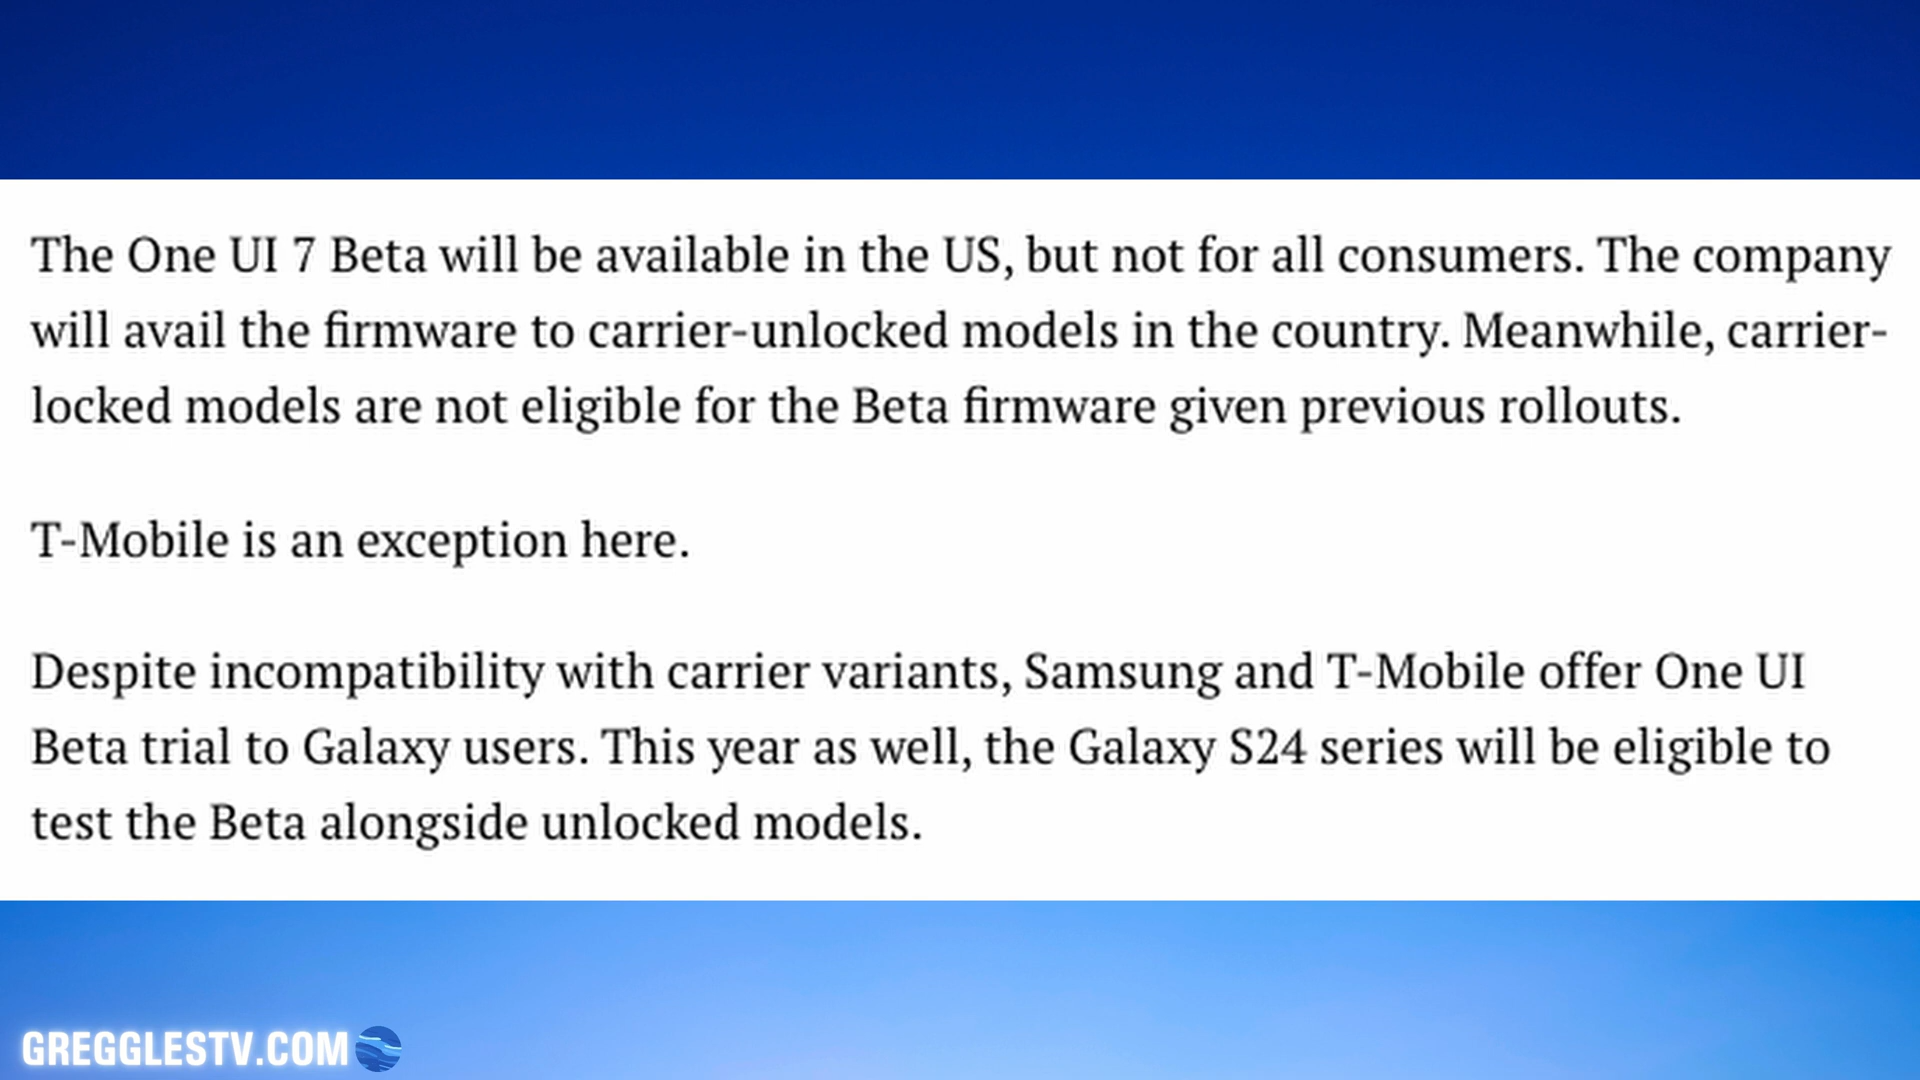 The One UI 7 Beta will be available in the US, but not for all consumers. The company
will avail the firmware to carrier-unlocked models in the country. Meanwhile, carrier-
locked models are not eligible for the Beta firmware given previous rollouts.
T-Mobile is an exception here.
Despite incompatibility with carrier variants, Samsung and T-Mobile offer One UI
Beta trial to Galaxy users. This year as well, the Galaxy S24 series will be eligible to
test the Beta alongside unlocked models.
GREGGLESTV.COM